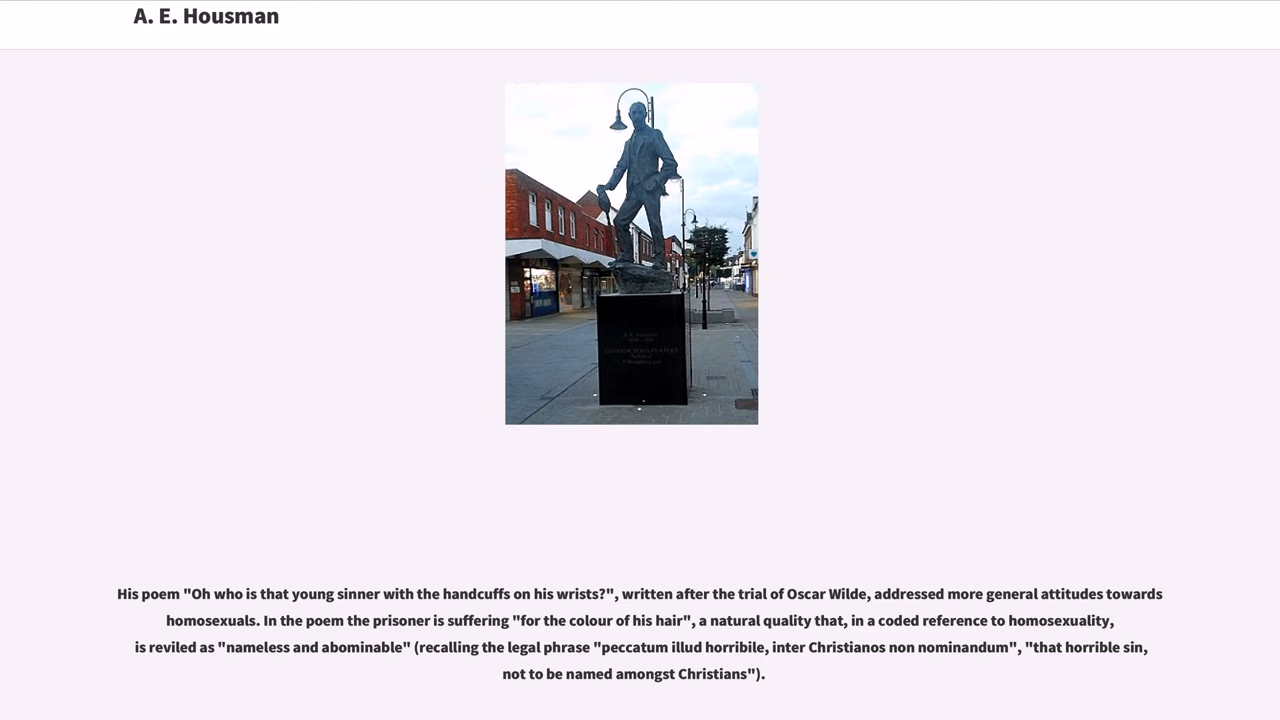 A. E. Housman
His poem "Oh who is that young sinner with the handcuffs on his wrists?", written after the trial of Oscar Wilde, addressed more general attitudes towards
homosexuals. In the poem the prisoner is suffering "for the colour of his hair", a natural quality that, in a coded reference to homosexuality,
is reviled as "nameless and abominable" (recalling the legal phrase "peccatum illud horribile, inter Christianos non nominandum", "that horrible sin,
not to be named amongst Christians").